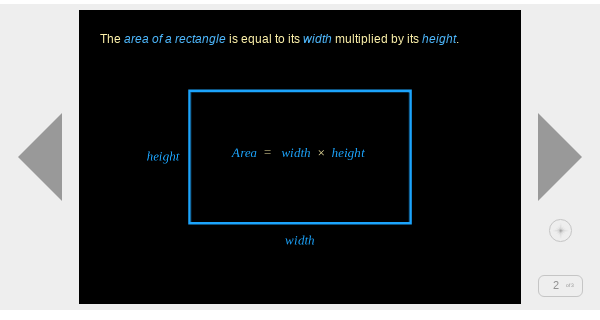 The area of a rectangle is equal to its width multiplied by its height.
Area = width × height
height
width
2